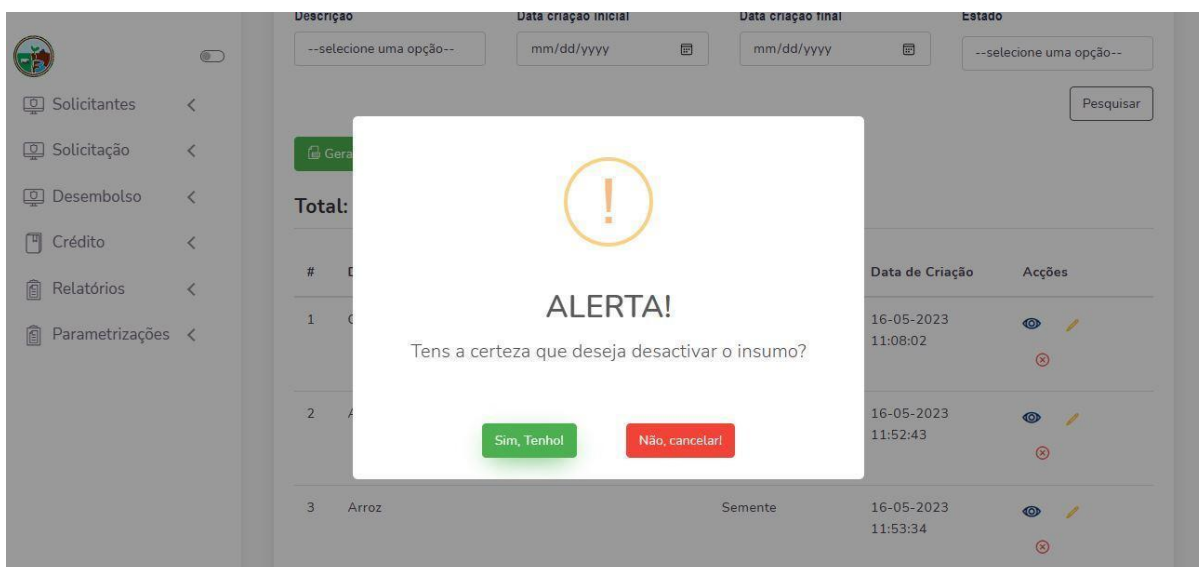 Descrição Data criação inicial Data criação final Estado
--selecione uma opção-- mm/dd/yyyy mm/dd/yyyy --selecione uma opção--
Solicitantes
Pesquisar
Solicitação
Desembolso
Total:
Crédito
# Data de Criação Acções
Relatórios
ALERTA!
1 16-05-2023
11:08:02
Parametrizações
Tens a certeza que deseja desactivar o insumo?
2 16-05-2023
11:52:43
Sim, Tenho!
Não, cancelar!
3 Arroz Semente 16-05-2023
11:53:34